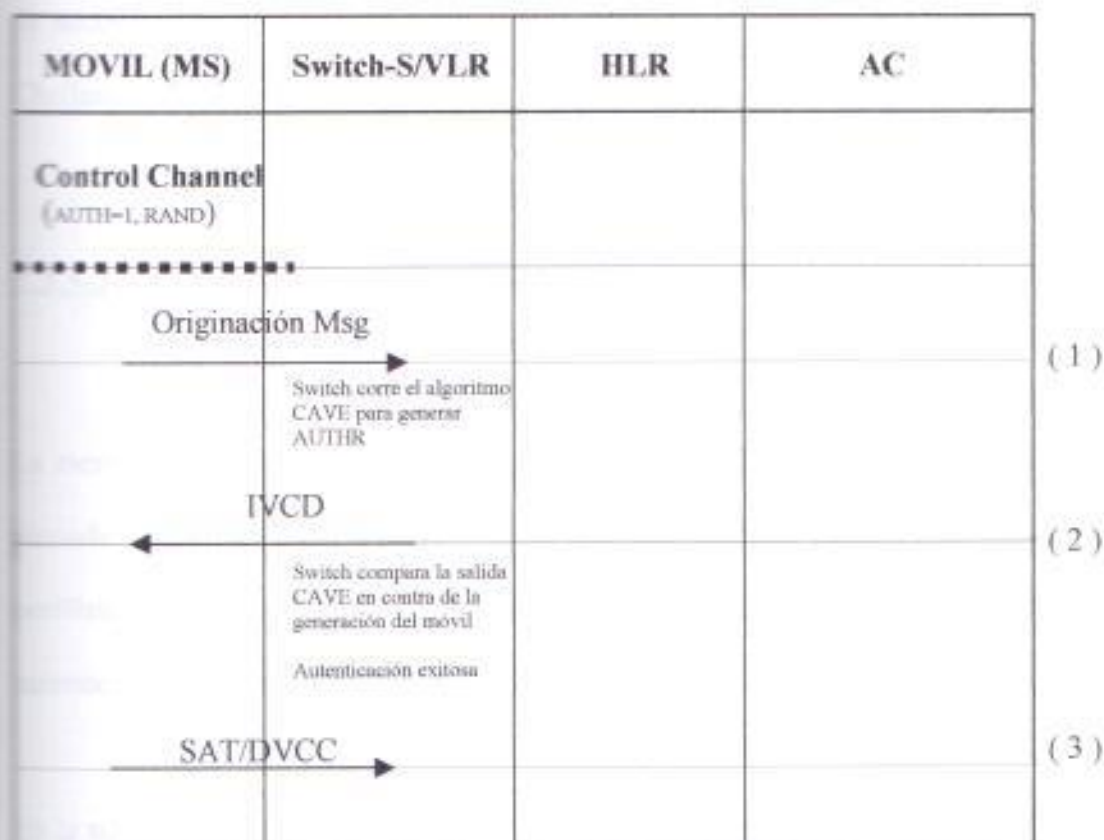 MOVIL (MS)
Switch-S/VLR
HLR
AC
Control Channel
(AUTH=1, RAND)
Originación Msg
(1)
Switch corre el algoritmo
CAVE para generar
AUTHR
IVCD
(2)
Switch compara la salida
CAVE en contra de la
generación del móvil
Autenticación exitosa
SAT/DVCC
(3)